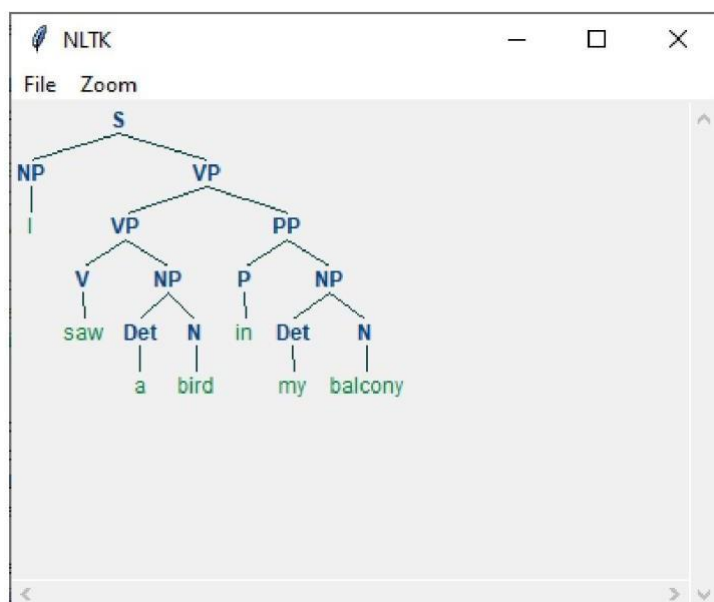 NLTK
File Zoom
S
NP VP
I VP PP
V NP P NP
saw Det N in Det N
a bird my balcony